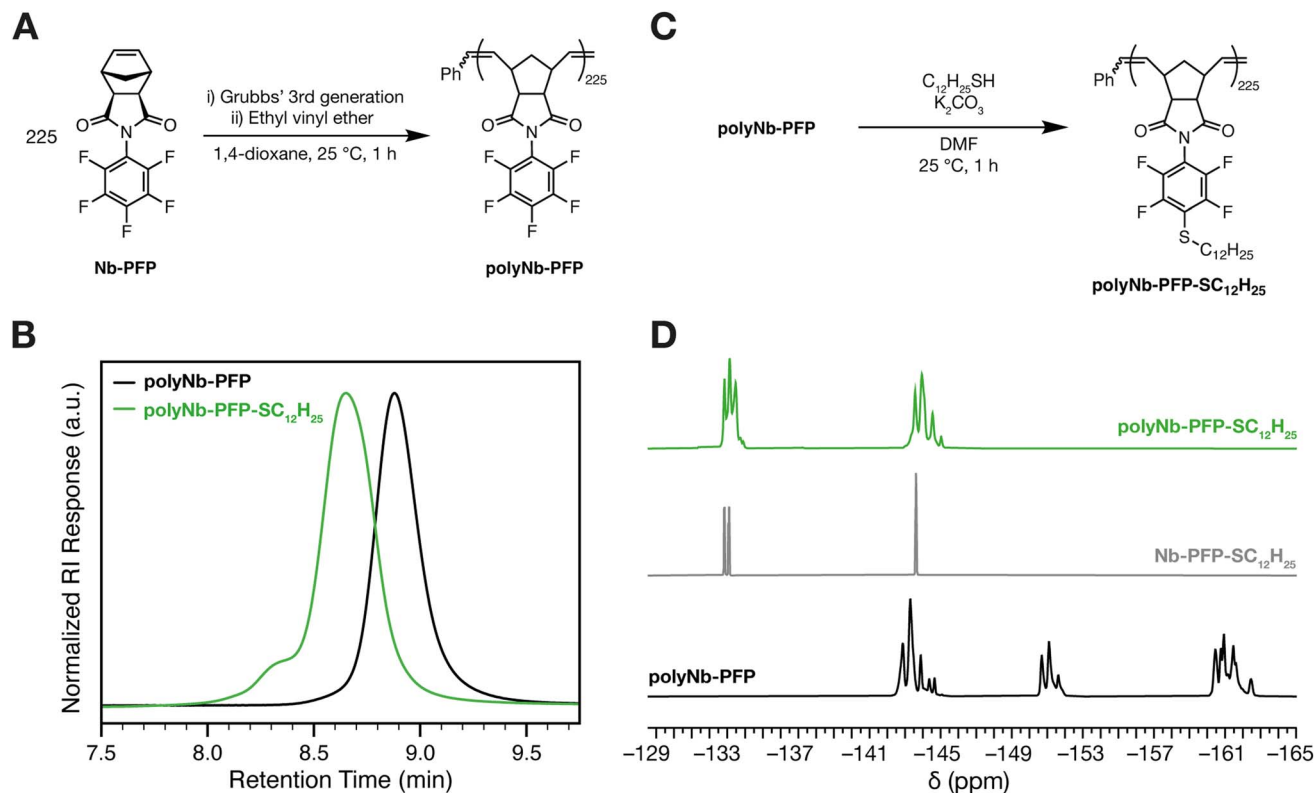 A
225
O
N
O
F
F
F
F
F
Nb-PFP
i) Grubbs' 3rd generation
ii) Ethyl vinyl ether
1,4-dioxane, 25 °C, 1 h
Ph
225
O
N
O
F
F
F
F
F
polyNb-PFP
C
polyNb-PFP
C₁₂H₂₅SH
K₂CO₃
DMF
25 °C, 1 h
Ph
225
O
N
O
F
F
F
F
S
C₁₂H₂₅
polyNb-PFP-SC₁₂H₂₅
B
polyNb-PFP
polyNb-PFP-SC₁₂H₂₅
Normalized RI Response (a.u.)
7.5 8.0 8.5 9.0 9.5
Retention Time (min)
D
polyNb-PFP-SC₁₂H₂₅
Nb-PFP-SC₁₂H₂₅
polyNb-PFP
−129 −133 −137 −141 −145 −149 −153 −157 −161 −165
δ (ppm)